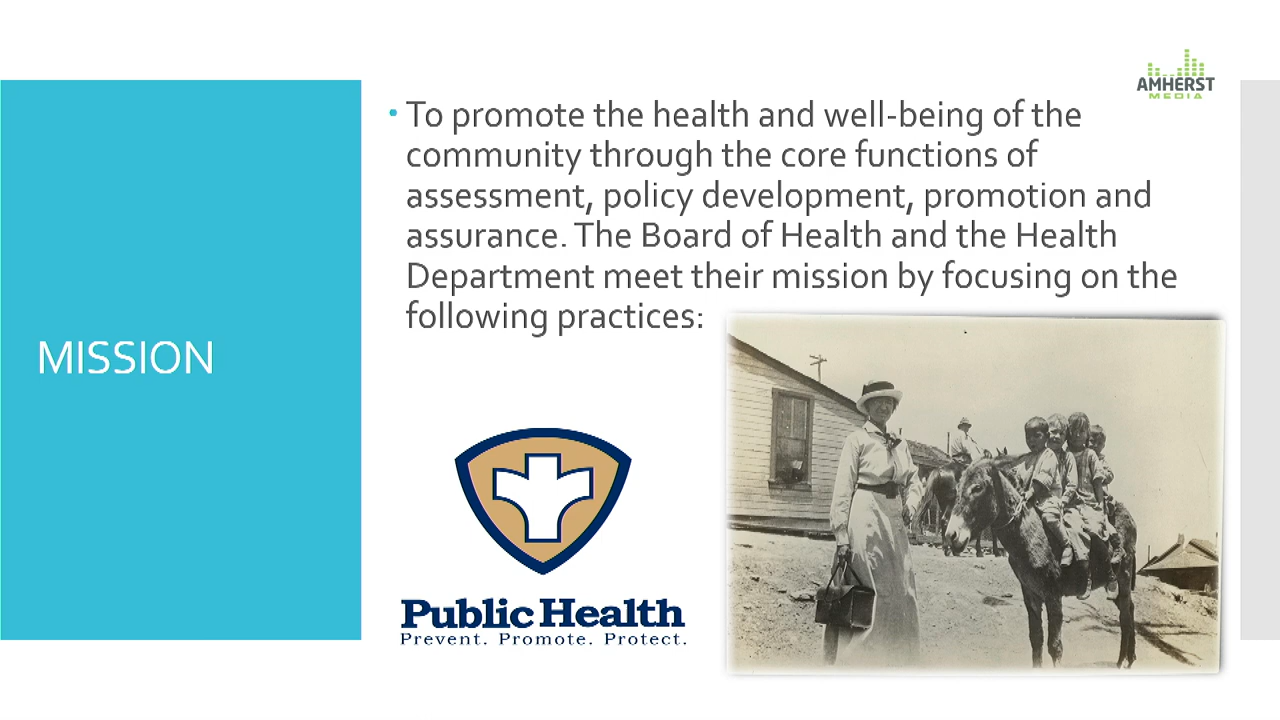 AMHERST
MEDIA
• To promote the health and well-being of the
community through the core functions of
assessment, policy development, promotion and
assurance. The Board of Health and the Health
Department meet their mission by focusing on the
following practices:
MISSION
Public Health
Prevent. Promote. Protect.